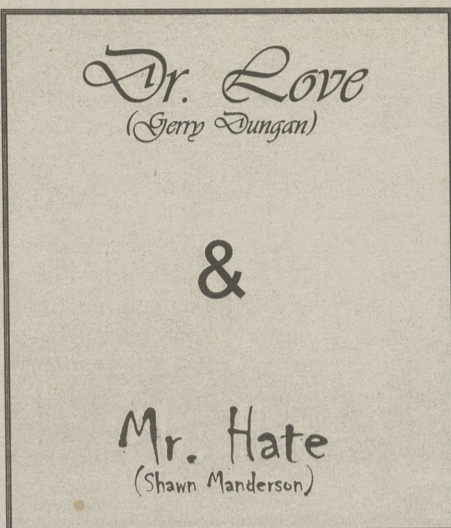 Dr. Love
(Gerry Dungan)
&
Mr. Hate
(Shawn Manderson)